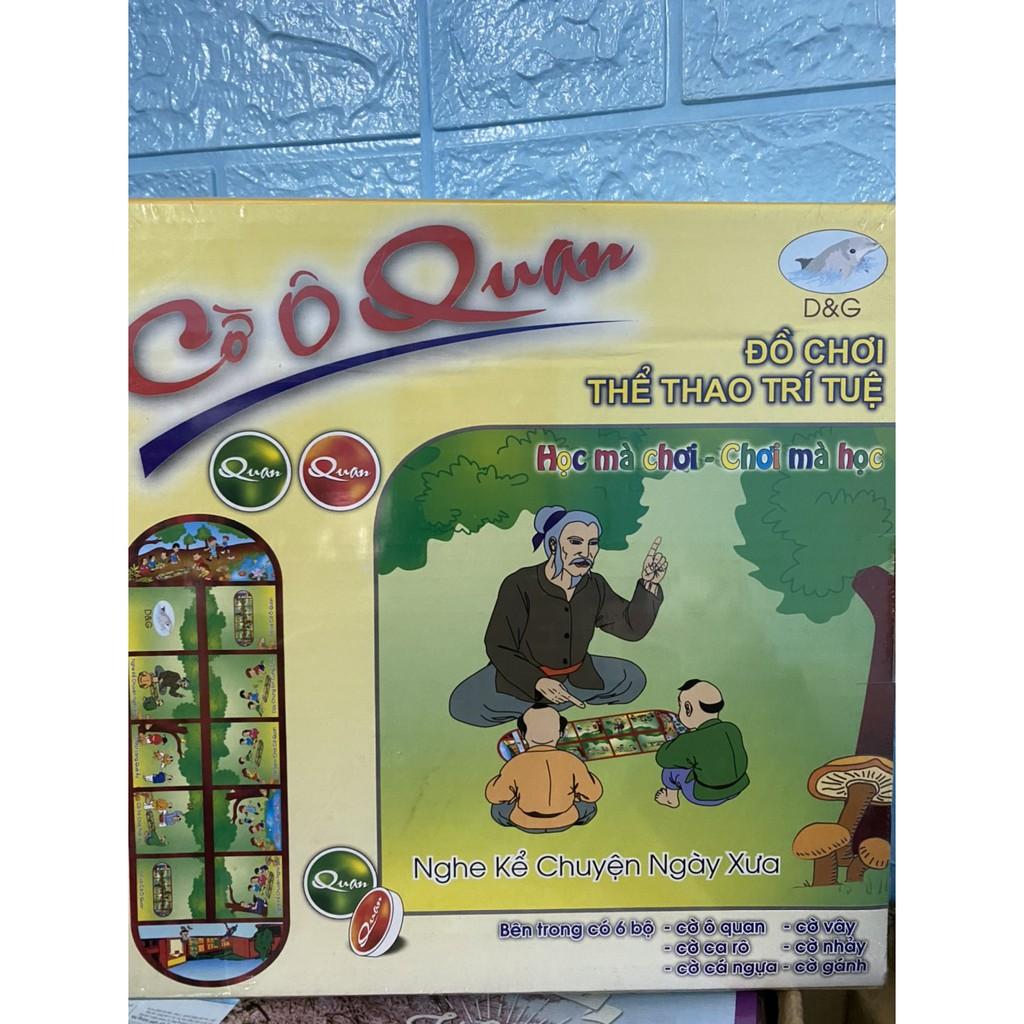 Cờ Ô Quan
D&G
ĐỒ CHƠI
THỂ THAO TRÍ TUỆ
Quan
Quan
Học mà chơi - Chơi mà học
D&G
Quan
Quan
Nghe Kể Chuyện Ngày Xưa
Bên trong có 6 bộ - cờ ô quan - cờ vây
- cờ ca rô - cờ nhảy
- cờ cá ngựa - cờ gánh